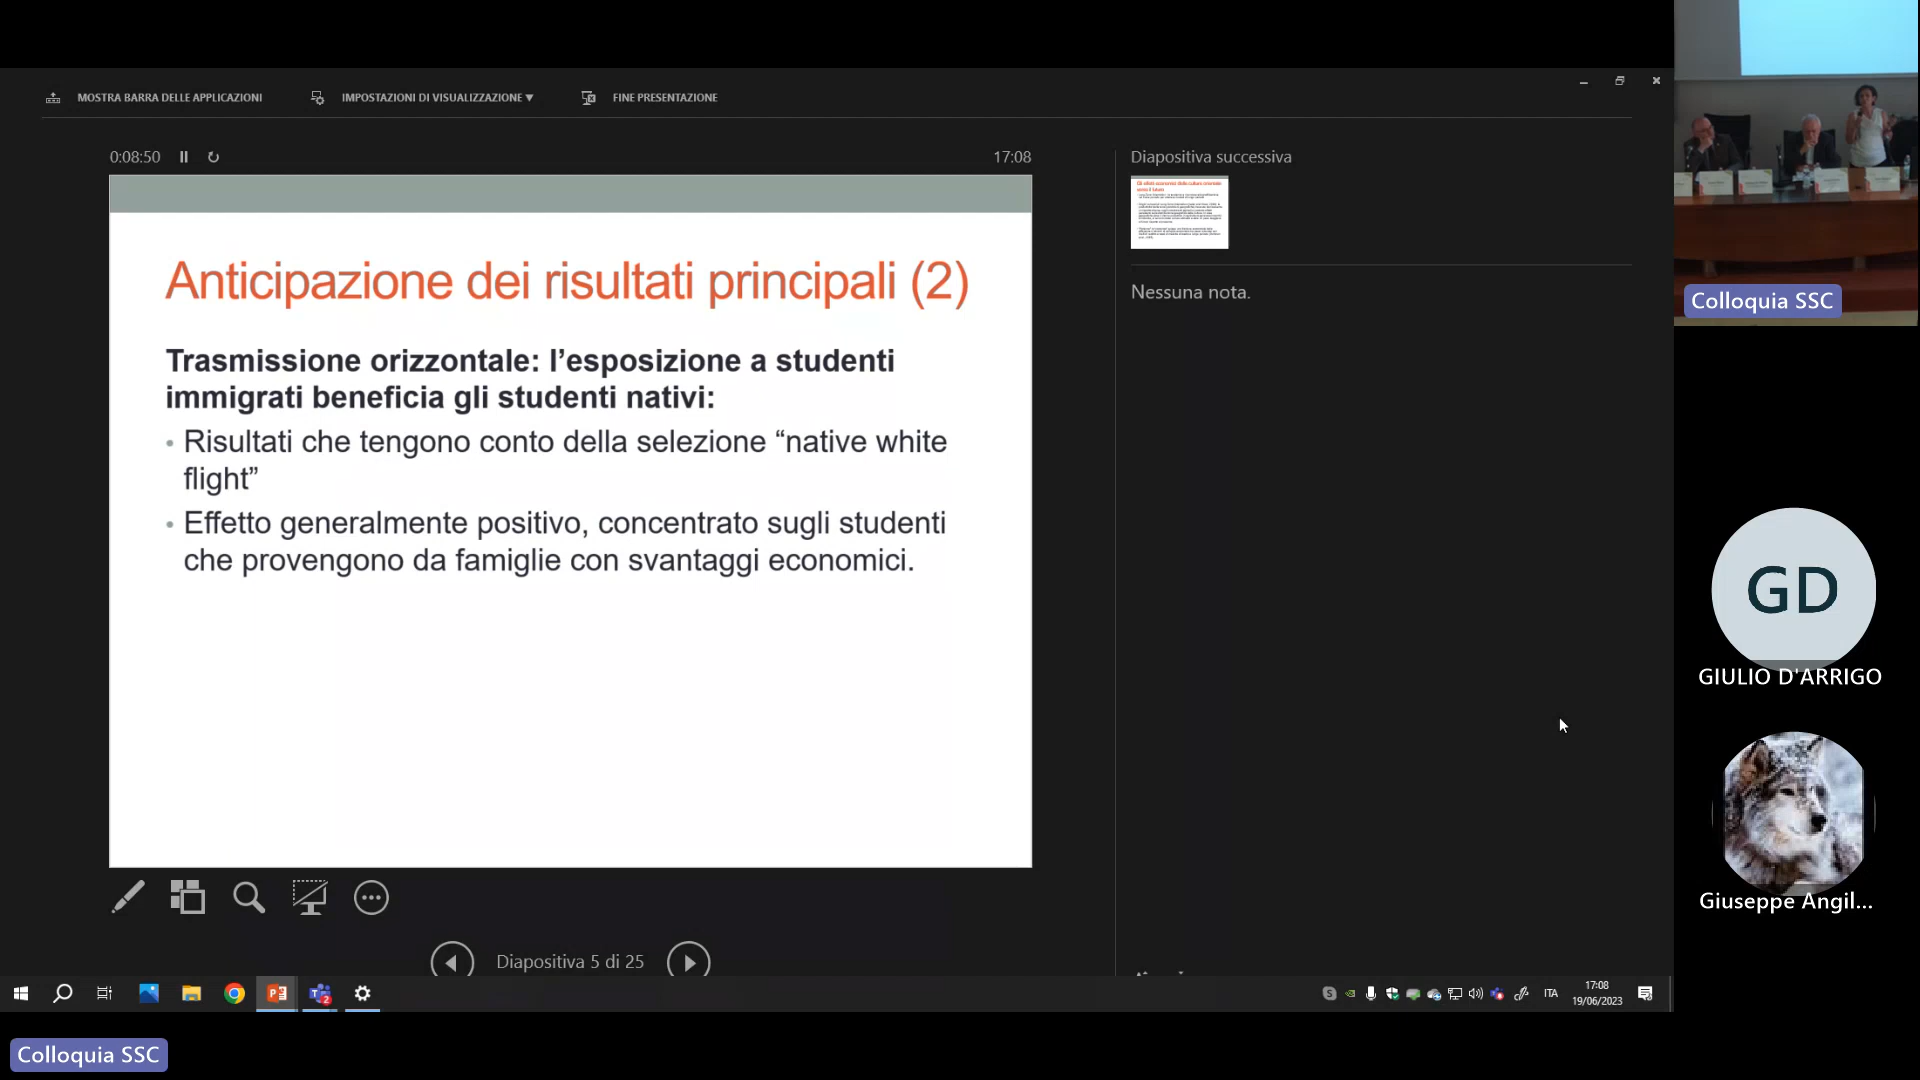 MOSTRA BARRA DELLE APPLICAZIONI
IMPOSTAZIONI DI VISUALIZZAZIONE
FINE PRESENTAZIONE
0:08:50
17:08
Anticipazione dei risultati principali (2)
Trasmissione orizzontale: l’esposizione a studenti
immigrati beneficia gli studenti nativi:
• Risultati che tengono conto della selezione “native white
flight”
• Effetto generalmente positivo, concentrato sugli studenti
che provengono da famiglie con svantaggi economici.
Diapositiva 5 di 25
Diapositiva successiva
Nessuna nota.
Colloquia SSC
GD
GIULIO D'ARRIGO
Giuseppe Angil...
ITA
17:08
19/06/2023
Colloquia SSC